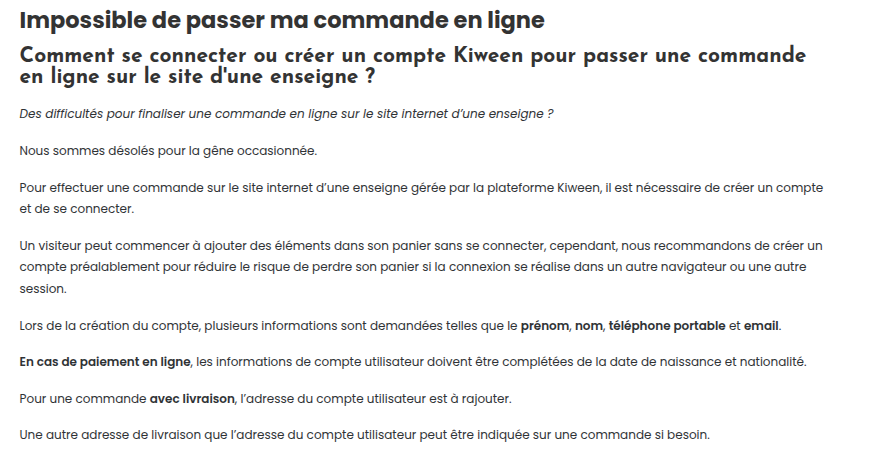 Impossible de passer ma commande en ligne
Comment se connecter ou créer un compte Kiween pour passer une commande
en ligne sur le site d'une enseigne ?
Des difficultés pour finaliser une commande en ligne sur le site internet d’une enseigne ?
Nous sommes désolés pour la gêne occasionnée.
Pour effectuer une commande sur le site internet d’une enseigne gérée par la plateforme Kiween, il est nécessaire de créer un compte
et de se connecter.
Un visiteur peut commencer à ajouter des éléments dans son panier sans se connecter, cependant, nous recommandons de créer un
compte préalablement pour réduire le risque de perdre son panier si la connexion se réalise dans un autre navigateur ou une autre
session.
Lors de la création du compte, plusieurs informations sont demandées telles que le prénom, nom, téléphone portable et email.
En cas de paiement en ligne, les informations de compte utilisateur doivent être complétées de la date de naissance et nationalité.
Pour une commande avec livraison, l’adresse du compte utilisateur est à rajouter.
Une autre adresse de livraison que l’adresse du compte utilisateur peut être indiquée sur une commande si besoin.